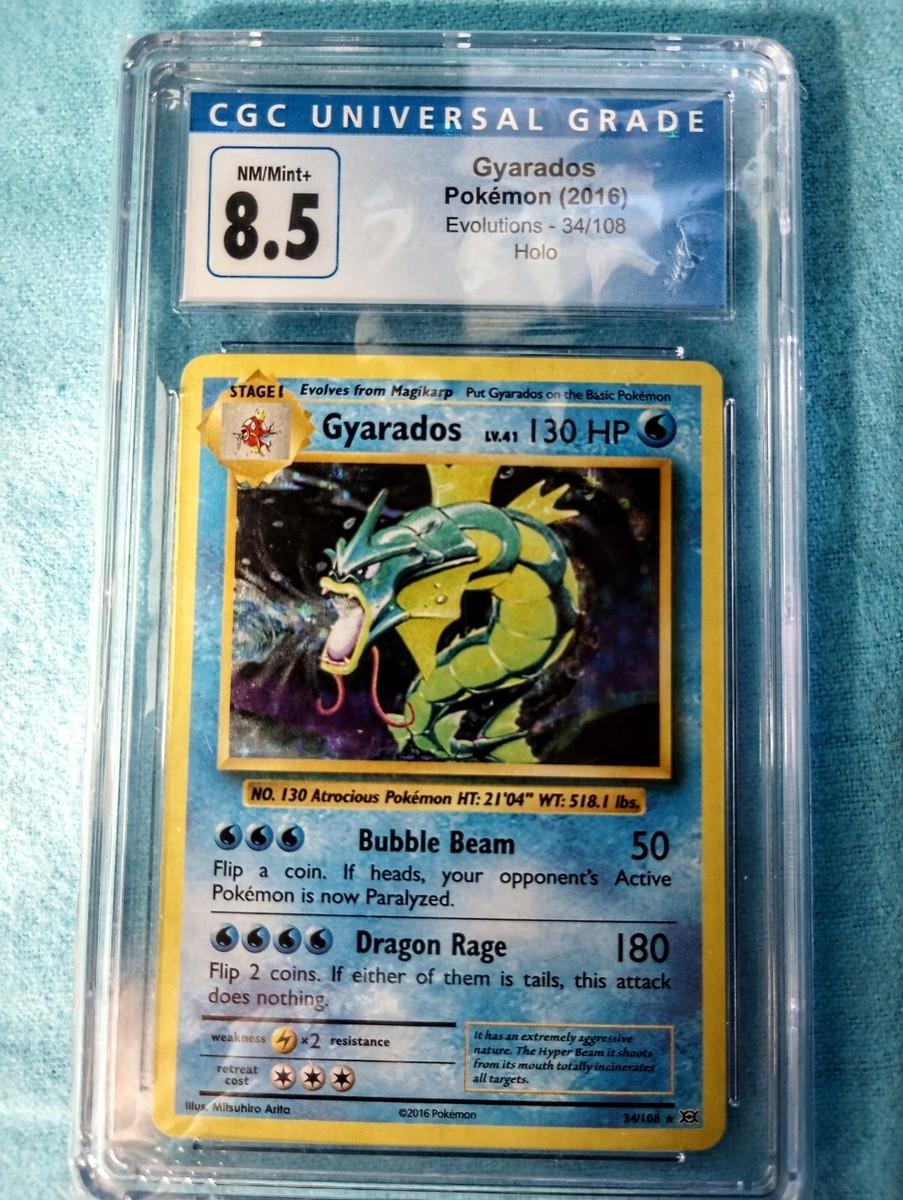 CGC UNIVERSAL GRADE
NM/Mint+
8.5
Gyarados
Pokémon (2016)
Evolutions - 34/108
Holo
STAGE 1 Evolves from Magikarp Put Gyarados on the Basic Pokémon
Gyarados LV.41 130 HP
NO. 130 Atrocious Pokémon HT: 21'04" WT: 518.1 lbs.
Bubble Beam 50
Flip a coin. If heads, your opponent's Active
Pokémon is now Paralyzed.
Dragon Rage 180
Flip 2 coins. If either of them is tails, this attack
does nothing.
weakness ×2 resistance
retreat
cost
It has an extremely aggressive
nature. The Hyper Beam it shoots
from its mouth totally incinerates
all targets.
Illus. Mitsuhiro Arita ©2016 Pokémon 34/108 ★